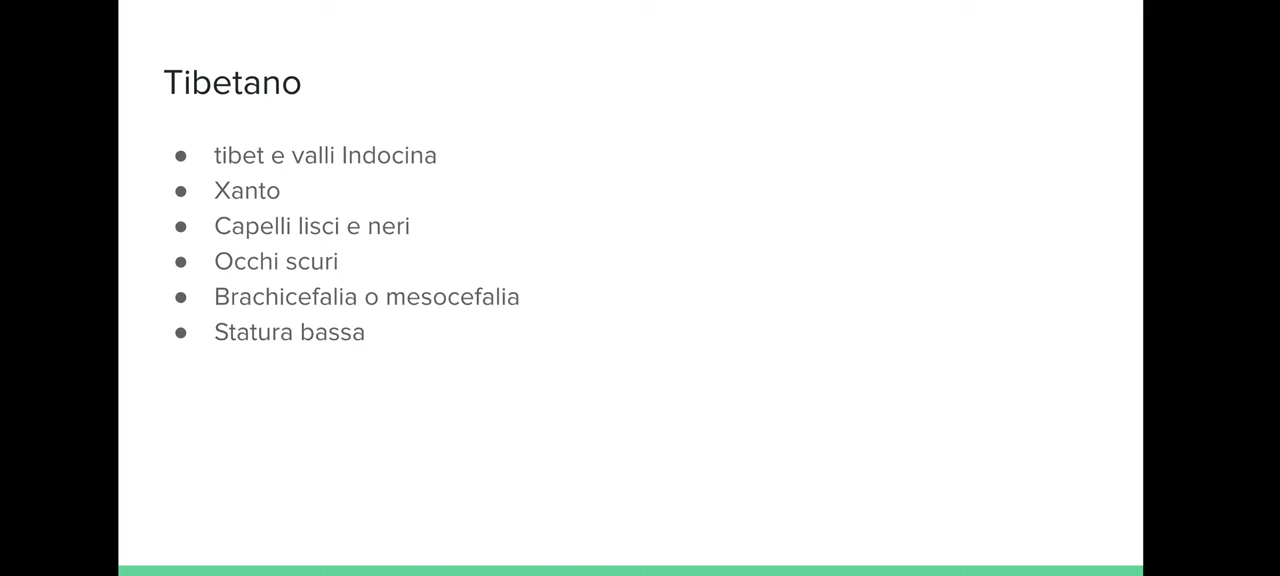 Tibetano
● tibet e valli Indocina
● Xanto
● Capelli lisci e neri
● Occhi scuri
● Brachicefalia o mesocefalia
● Statura bassa